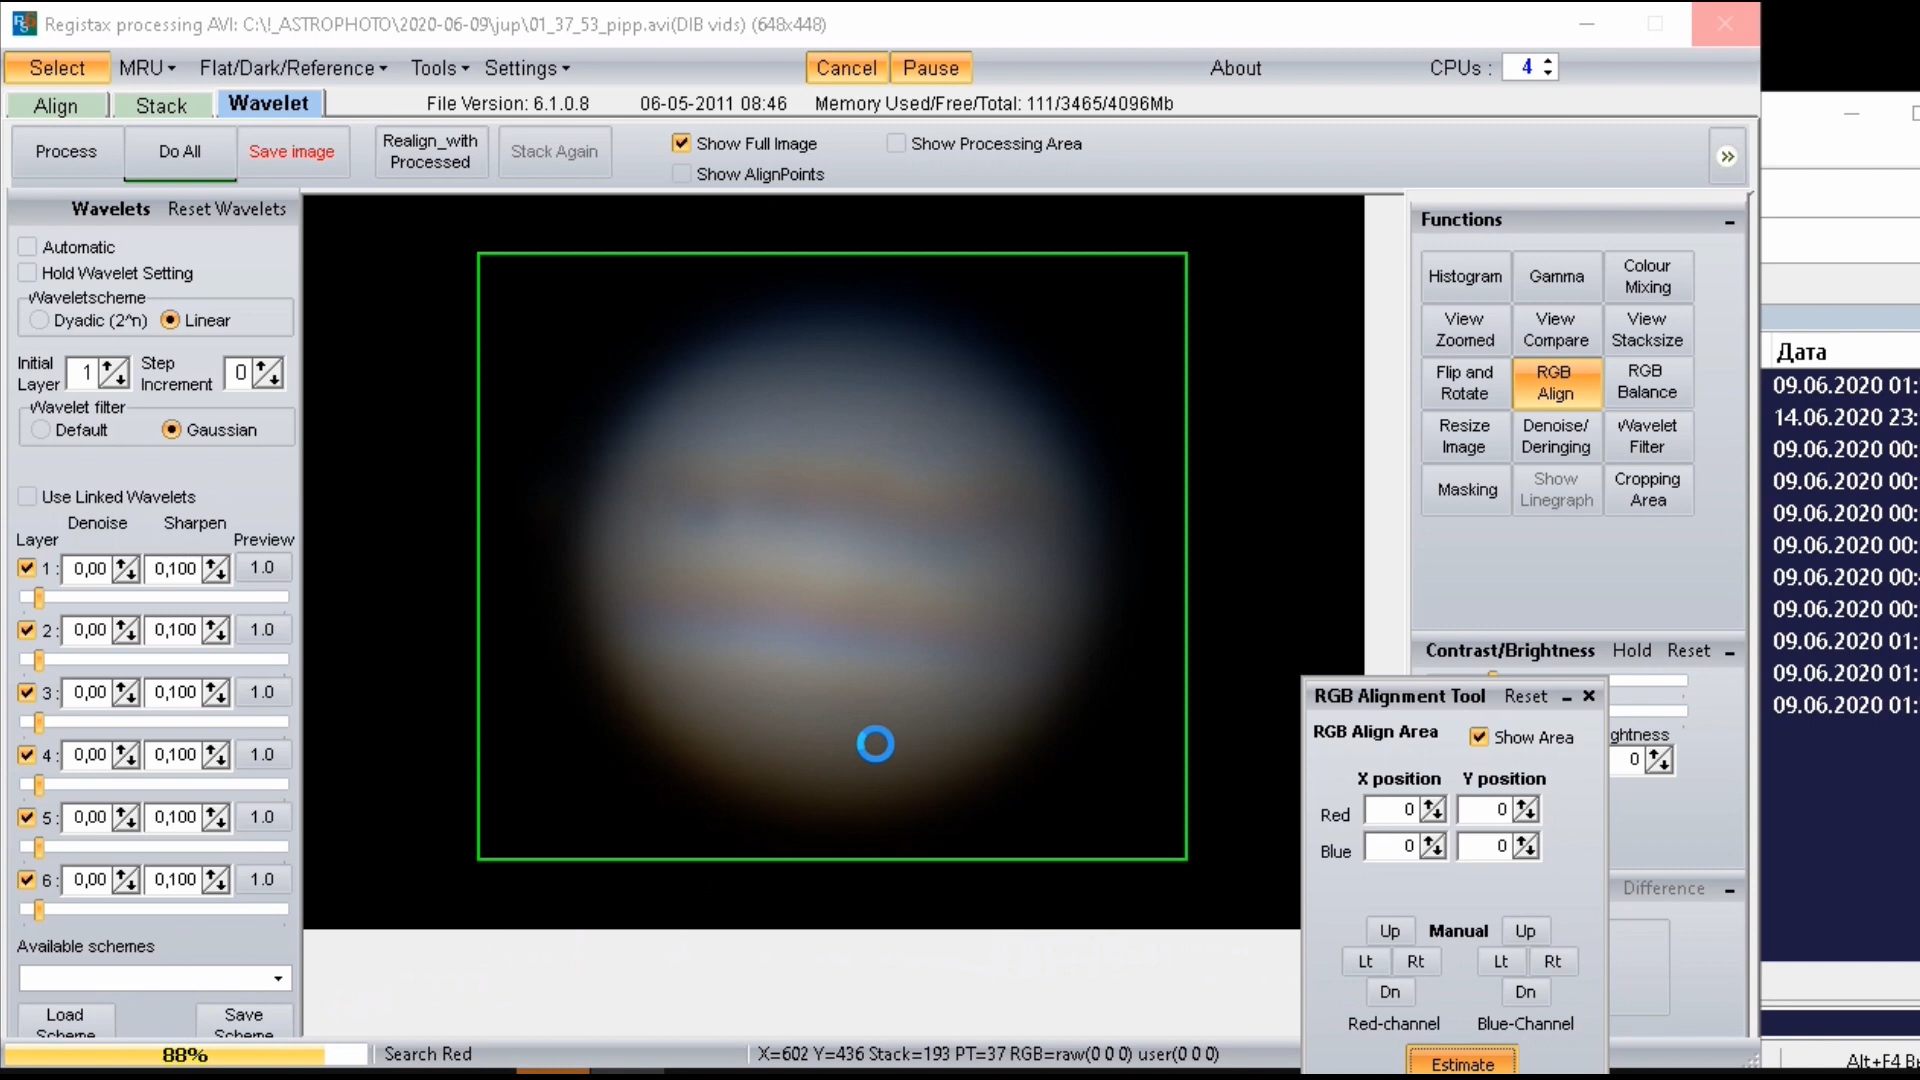 Registax processing AVI: C:\!_ASTROPHOTO\2020-06-09\jup\01_37_53_pipp.avi(DIB vids) (648x448)
Select MRU Flat/Dark/Reference Tools Settings Cancel Pause About CPUs : 4
Align Stack Wavelet File Version: 6.1.0.8 06-05-2011 08:46 Memory Used/Free/Total: 111/3465/4096Mb
Process Do All Save image Realign_with Processed Stack Again
Show Full Image Show Processing Area
Show AlignPoints
Wavelets Reset Wavelets
Automatic
Hold Wavelet Setting
Waveletscheme
Dyadic (2^n) Linear
Initial Layer 1 Step Increment 0
Wavelet filter
Default Gaussian
Use Linked Wavelets
Denoise Sharpen
Layer Preview
1 : 0,00 0,100 1.0
2 : 0,00 0,100 1.0
3 : 0,00 0,100 1.0
4 : 0,00 0,100 1.0
5 : 0,00 0,100 1.0
6 : 0,00 0,100 1.0
Available schemes
Load Scheme Save Scheme
88% Search Red X=602 Y=436 Stack=193 PT=37 RGB=raw(0 0 0) user(0 0 0)
Functions
Histogram Gamma Colour Mixing
View Zoomed View Compare View Stacksize
Flip and Rotate RGB Align RGB Balance
Resize Image Denoise/ Deringing Wavelet Filter
Masking Show Linegraph Cropping Area
Contrast/Brightness Hold Reset
ghtness
0
Difference
RGB Alignment Tool Reset
RGB Align Area Show Area
X position Y position
Red 0 0
Blue 0 0
Up Manual Up
Lt Rt Lt Rt
Dn Dn
Red-channel Blue-Channel
Estimate
Дата
09.06.2020 01:
14.06.2020 23:
09.06.2020 00:
09.06.2020 00:
09.06.2020 00:
09.06.2020 00:
09.06.2020 00:
09.06.2020 00:
09.06.2020 01:
09.06.2020 01:
09.06.2020 01:
Alt+F4